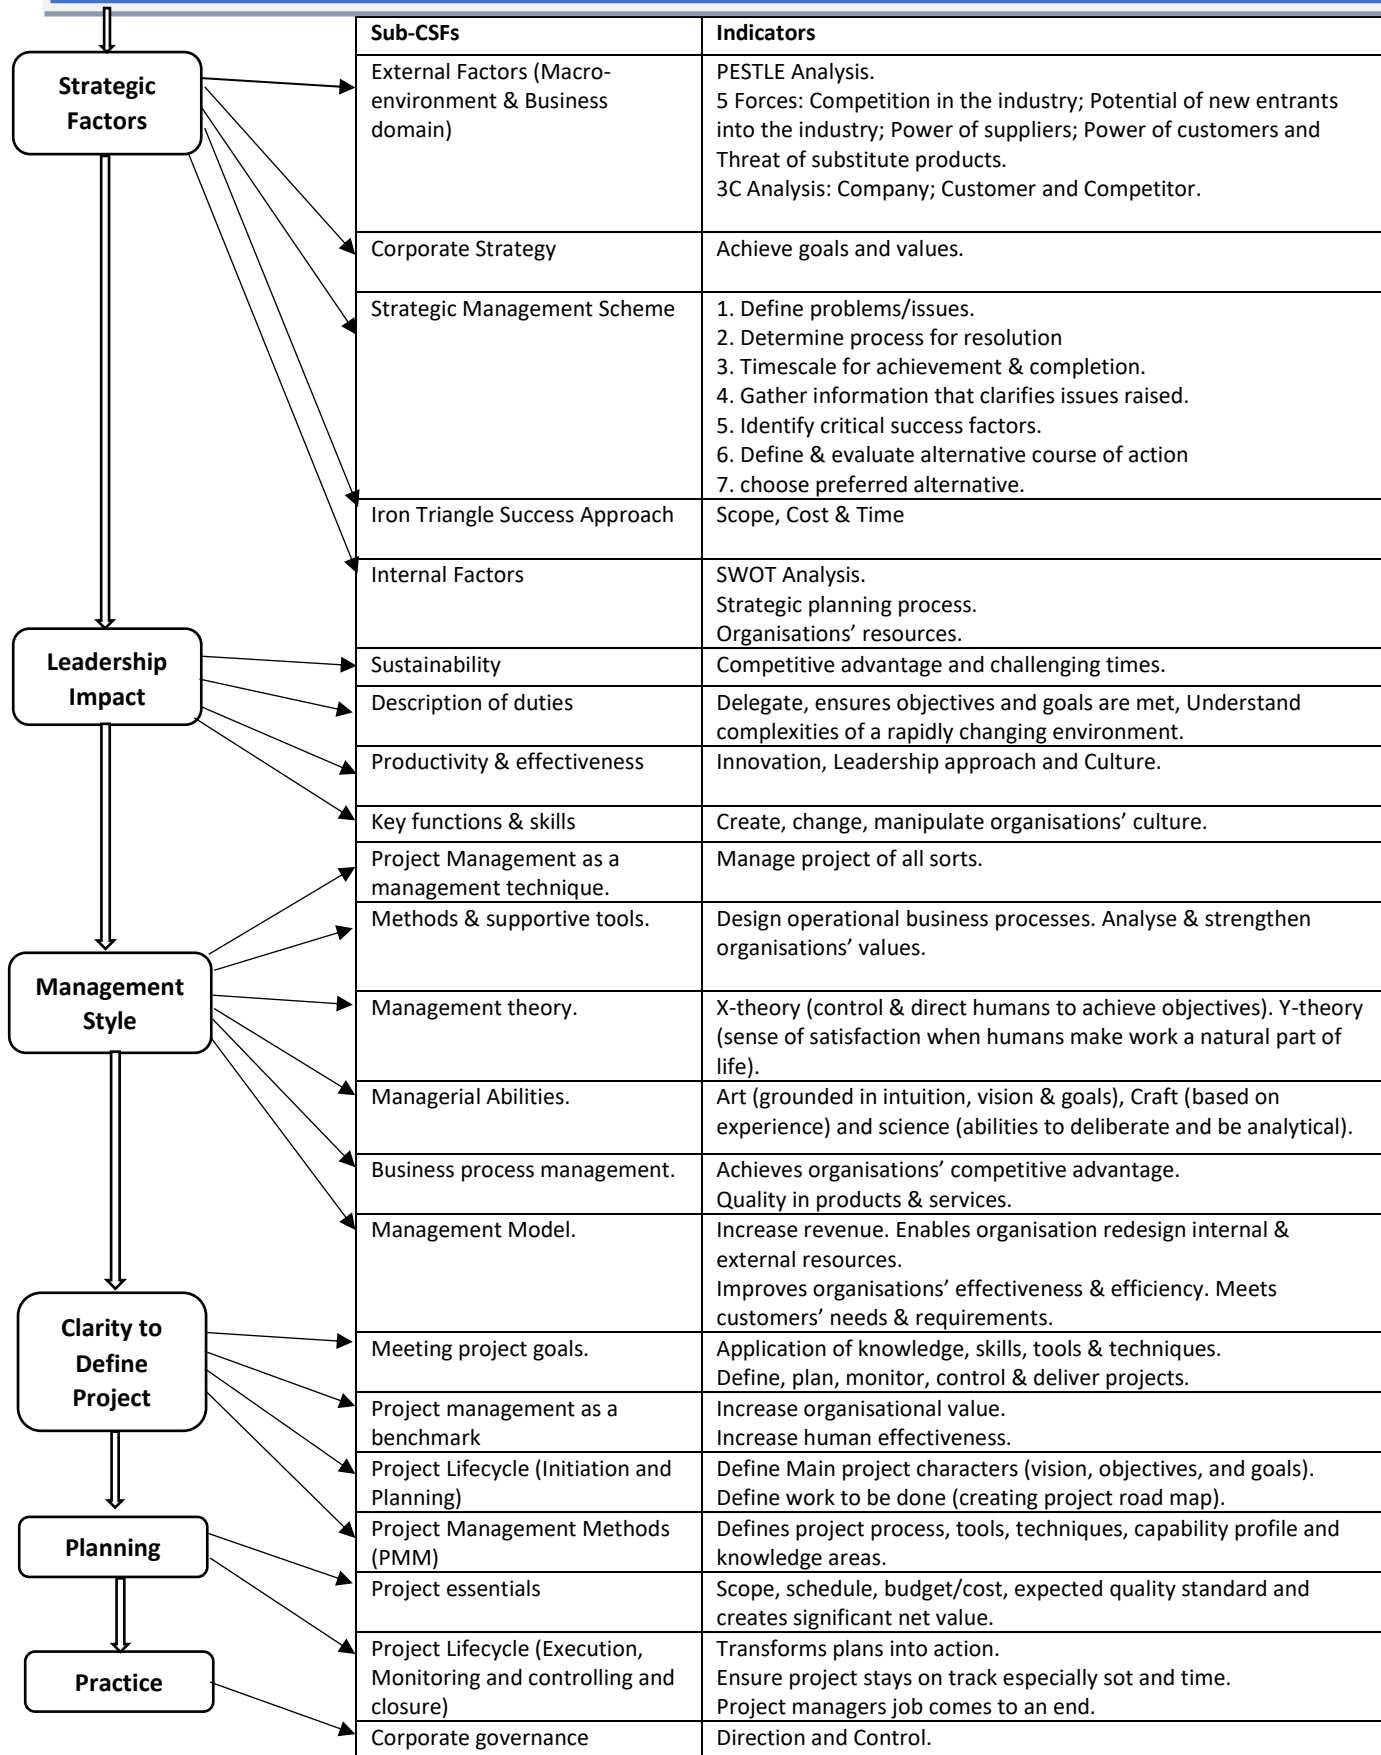 Sub-CSFs
Indicators
Strategic
Factors
External Factors (Macro-
environment & Business
domain)
PESTLE Analysis.
5 Forces: Competition in the industry; Potential of new entrants
into the industry; Power of suppliers; Power of customers and
Threat of substitute products.
3C Analysis: Company; Customer and Competitor.
Corporate Strategy
Achieve goals and values.
Strategic Management Scheme
1. Define problems/issues.
2. Determine process for resolution
3. Timescale for achievement & completion.
4. Gather information that clarifies issues raised.
5. Identify critical success factors.
6. Define & evaluate alternative course of action
7. choose preferred alternative.
Iron Triangle Success Approach
Scope, Cost & Time
Internal Factors
SWOT Analysis.
Strategic planning process.
Organisations’ resources.
Leadership
Impact
Sustainability
Competitive advantage and challenging times.
Description of duties
Delegate, ensures objectives and goals are met, Understand
complexities of a rapidly changing environment.
Productivity & effectiveness
Innovation, Leadership approach and Culture.
Key functions & skills
Create, change, manipulate organisations’ culture.
Project Management as a
management technique.
Manage project of all sorts.
Methods & supportive tools.
Design operational business processes. Analyse & strengthen
organisations’ values.
Management
Style
Management theory.
X-theory (control & direct humans to achieve objectives). Y-theory
(sense of satisfaction when humans make work a natural part of
life).
Managerial Abilities.
Art (grounded in intuition, vision & goals), Craft (based on
experience) and science (abilities to deliberate and be analytical).
Business process management.
Achieves organisations’ competitive advantage.
Quality in products & services.
Management Model.
Increase revenue. Enables organisation redesign internal &
external resources.
Improves organisations’ effectiveness & efficiency. Meets
customers’ needs & requirements.
Clarity to
Define
Project
Meeting project goals.
Application of knowledge, skills, tools & techniques.
Define, plan, monitor, control & deliver projects.
Project management as a
benchmark
Increase organisational value.
Increase human effectiveness.
Project Lifecycle (Initiation and
Planning)
Define Main project characters (vision, objectives, and goals).
Define work to be done (creating project road map).
Project Management Methods
(PMM)
Defines project process, tools, techniques, capability profile and
knowledge areas.
Planning
Project essentials
Scope, schedule, budget/cost, expected quality standard and
creates significant net value.
Project Lifecycle (Execution,
Monitoring and controlling and
closure)
Transforms plans into action.
Ensure project stays on track especially sot and time.
Project managers job comes to an end.
Practice
Corporate governance
Direction and Control.